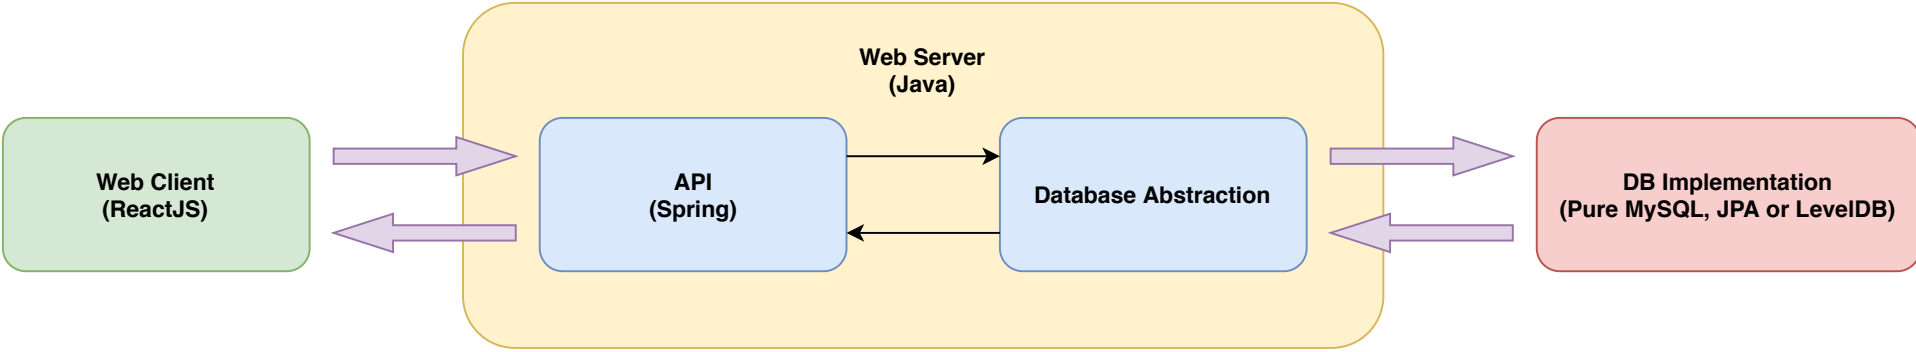 Web Server
(Java)
Web Client
(ReactJS)
API
(Spring)
Database Abstraction
DB Implementation
(Pure MySQL, JPA or LevelDB)